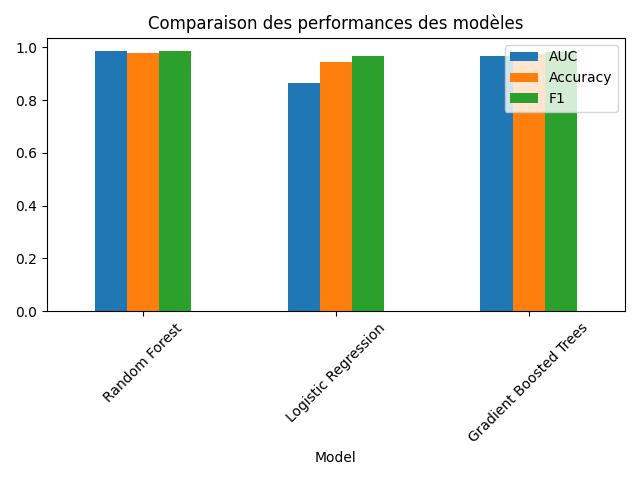 Comparaison des performances des modèles
1.0
0.8
0.6
0.4
0.2
0.0
AUC
Accuracy
F1
Random Forest
Logistic Regression
Gradient Boosted Trees
Model